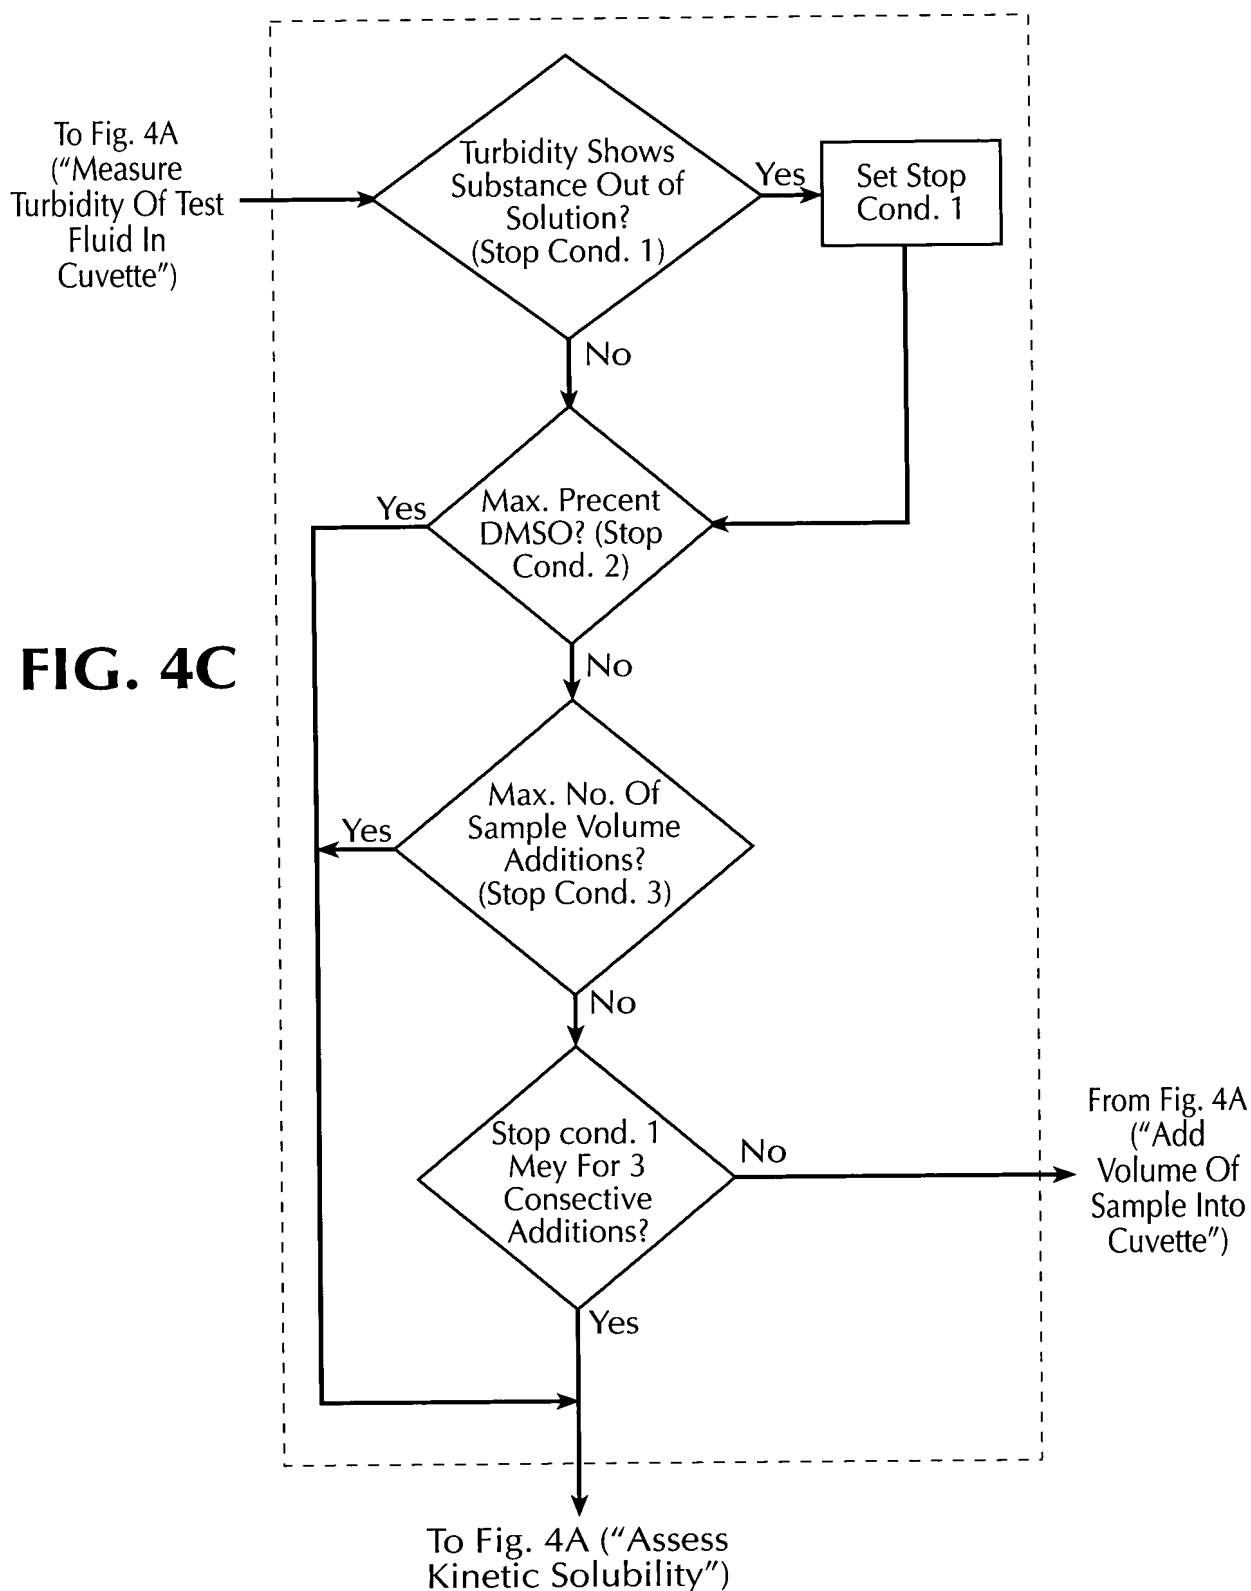 To Fig. 4A
("Measure
Turbidity Of Test
Fluid In
Cuvette")
Turbidity Shows
Substance Out of
Solution?
(Stop Cond. 1)
Yes
Set Stop
Cond. 1
No
Yes
Max. Precent
DMSO? (Stop
Cond. 2)
FIG. 4C
No
Yes
Max. No. Of
Sample Volume
Additions?
(Stop Cond. 3)
No
Stop cond. 1
Mey For 3
Consective
Additions?
No
From Fig. 4A
("Add
Volume Of
Sample Into
Cuvette")
Yes
To Fig. 4A ("Assess
Kinetic Solubility")